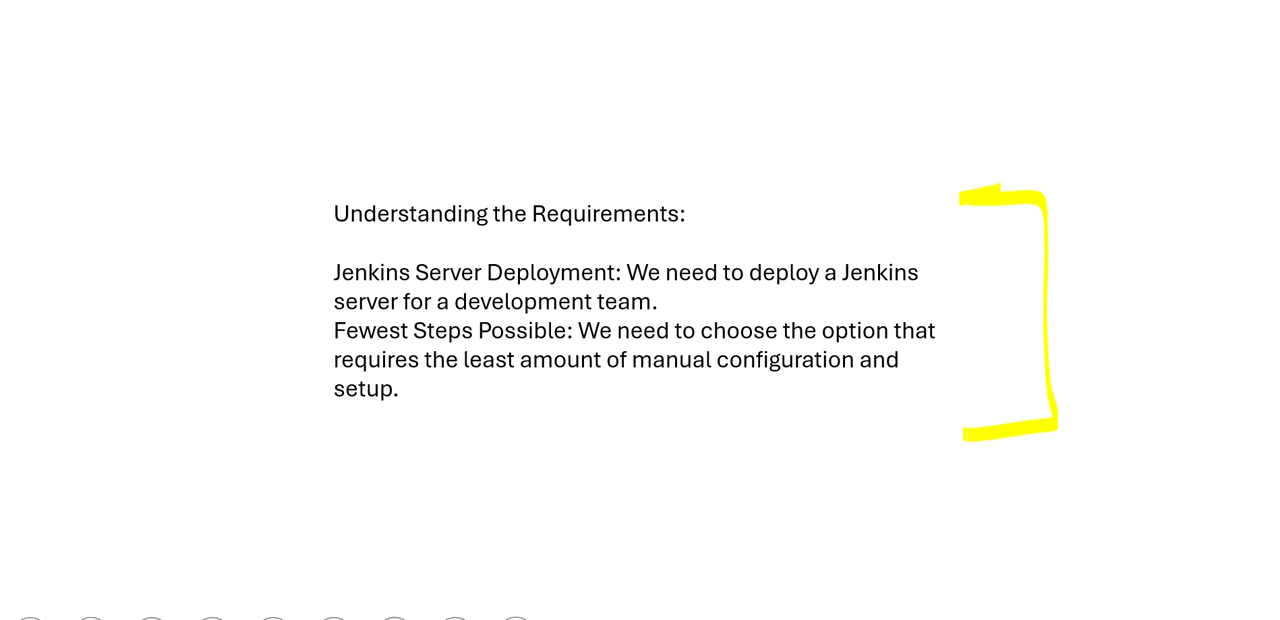 Understanding the Requirements:
Jenkins Server Deployment: We need to deploy a Jenkins
server for a development team.
Fewest Steps Possible: We need to choose the option that
requires the least amount of manual configuration and
setup.